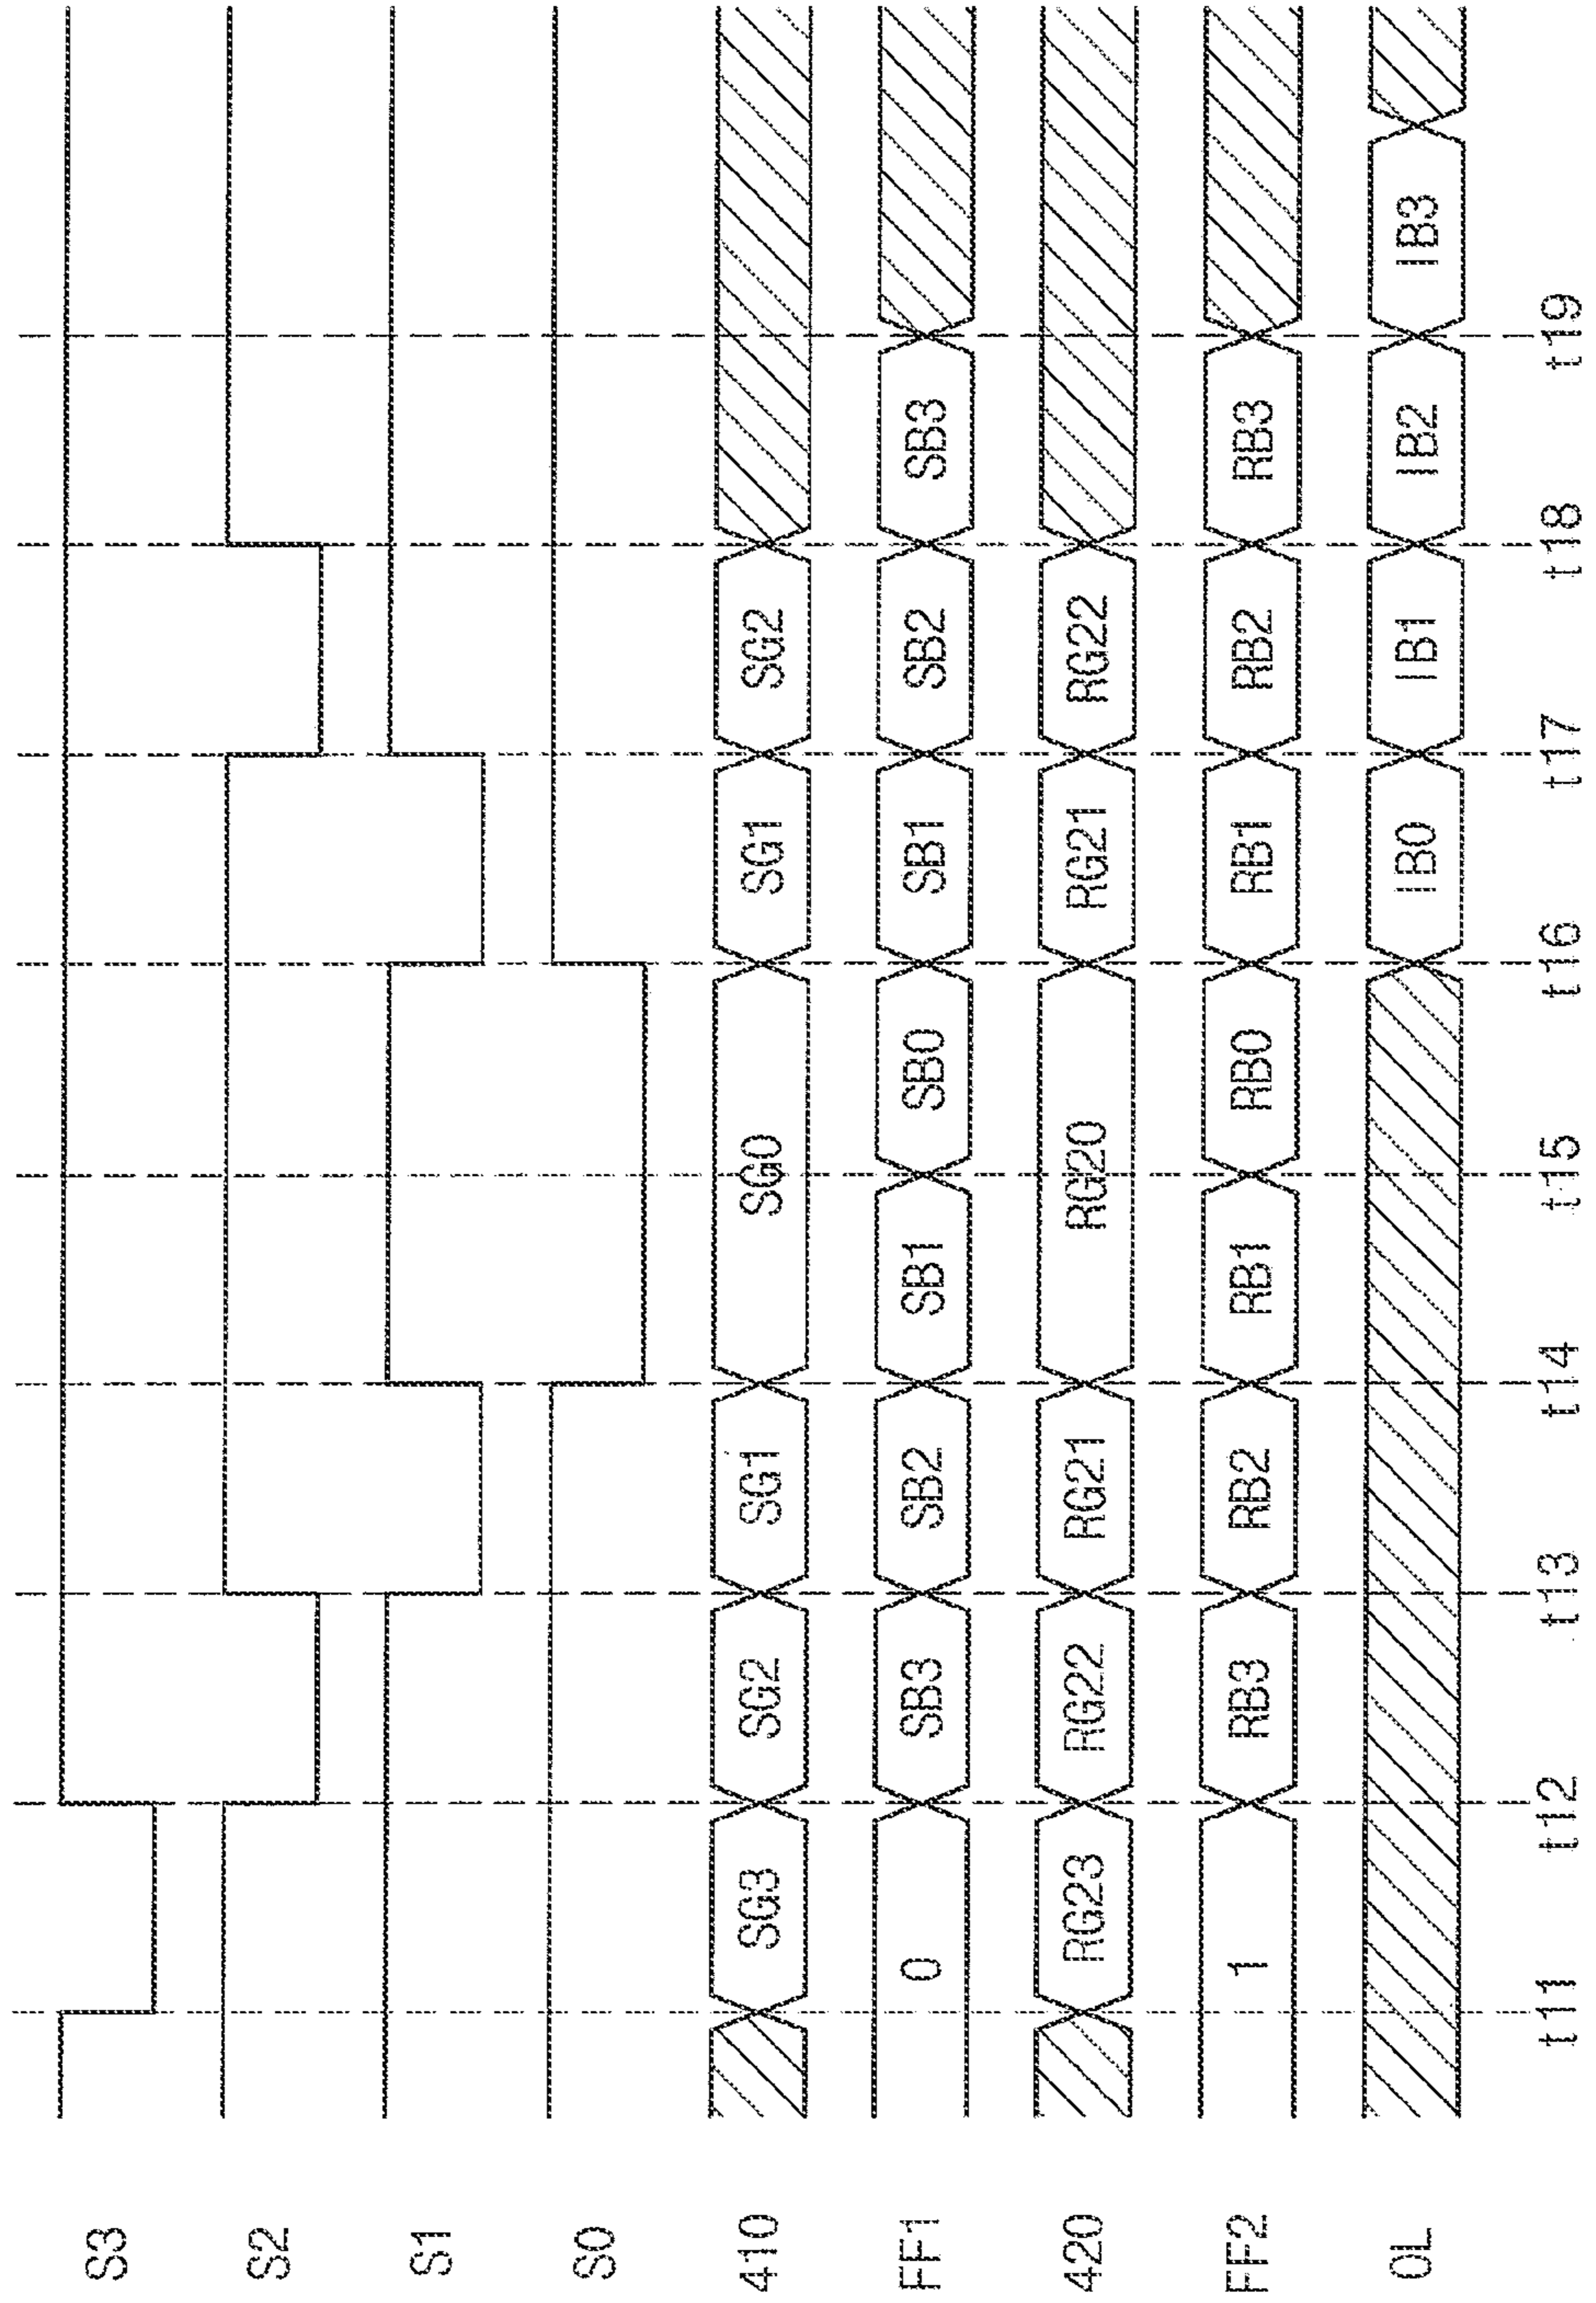 S3
S2
S1
S0
410 SG3 SG2 SG1 SG0 SG1 SG2
FF1 0 SB3 SB2 SB1 SB0 SB1 SB2 SB3
420 RG23 RG22 RG21 RG20 RG21 RG22
FF2 1 RB3 RB2 RB1 RB0 RB1 RB2 RB3
OL IB0 IB1 IB2 IB3
t11 t12 t13 t14 t15 t16 t17 t18 t19